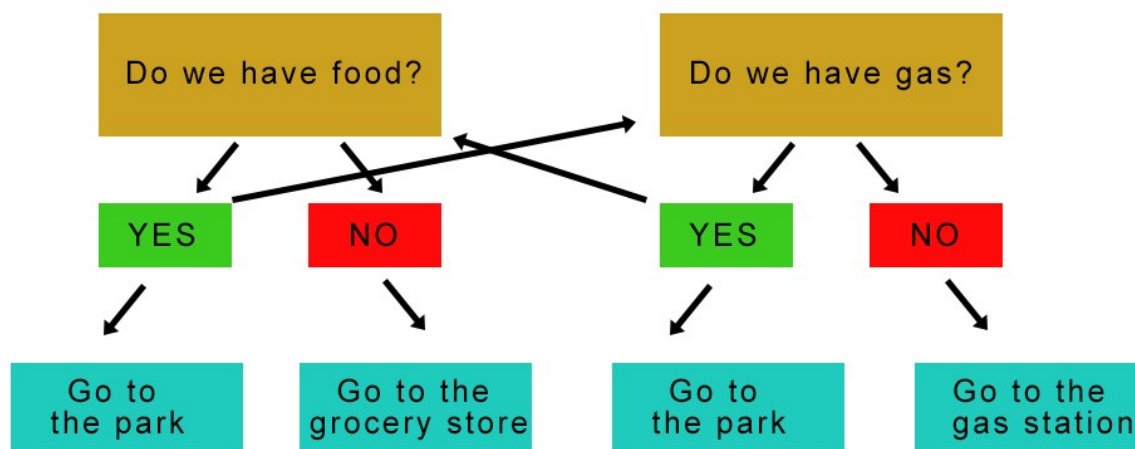 Do we have food?
Do we have gas?
YES
NO
YES
NO
Go to
the park
Go to the
grocery store
Go to
the park
Go to the
gas station